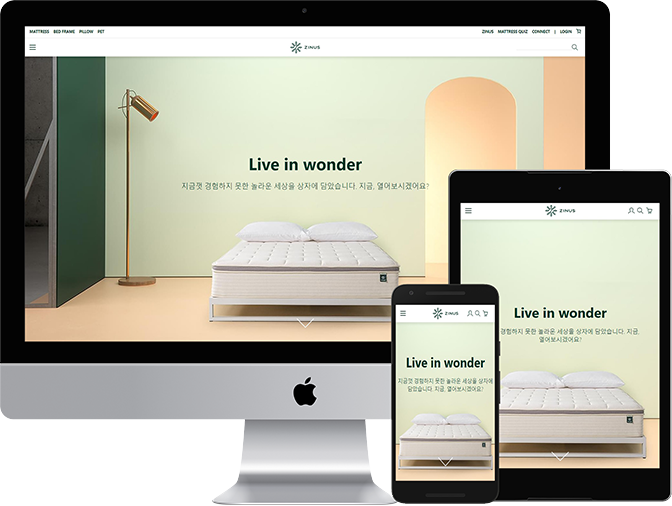 MATTRESS BED FRAME PILLOW PET
ZINUS MATTRESS QUIZ CONNECT | LOGIN
ZINUS
Live in wonder
지금껏 경험하지 못한 놀라운 세상을 상자에 담았습니다. 지금, 열어보시겠어요?
ZINUS
Live in wonder
지금껏 경험하지 못한 놀라운 세상을 상자에
담았습니다. 지금, 열어보시겠어요?
ZINUS
Live in wonder
경험하지 못한 놀라운 세상을 상자에 담았습니다. 지금,
열어보시겠어요?